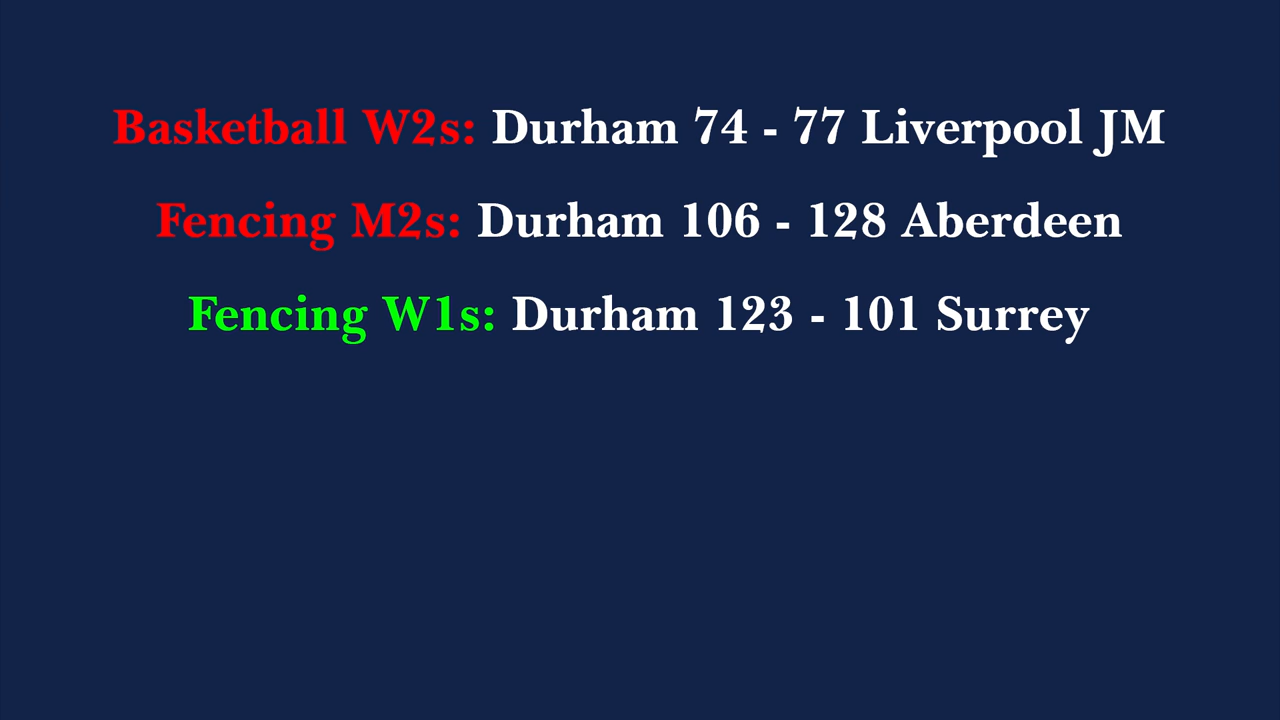 Basketball W2s: Durham 74 - 77 Liverpool JM
Fencing M2s: Durham 106 - 128 Aberdeen
Fencing W1s: Durham 123 - 101 Surrey